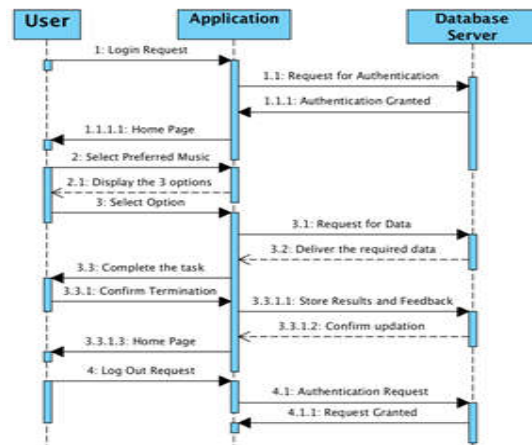 User
Application
Database
Server
1: Login Request
1.1: Request for Authentication
1.1.1: Authentication Granted
1.1.1.1: Home Page
2: Select Preferred Music
2.1: Display the 3 options
3: Select Option
3.1: Request for Data
3.2: Deliver the required data
3.3: Complete the task
3.3.1: Confirm Termination
3.3.1.1: Store Results and Feedback
3.3.1.2: Confirm updation
3.3.1.3: Home Page
4: Log Out Request
4.1: Authentication Request
4.1.1: Request Granted